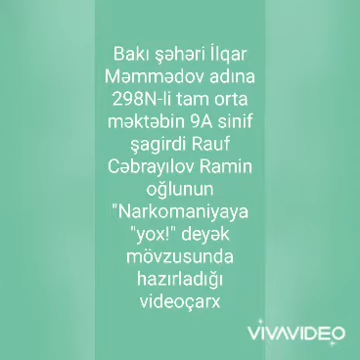 Bakı şəhəri İlqar
Məmmədov adına
298N-li tam orta
məktəbin 9A sinif
şagirdi Rauf
Cəbrayılov Ramin
oğlunun
"Narkomaniyaya
"yox!" deyək
mövzusunda
hazırladığı
videoçarx
VIVAVIDEO